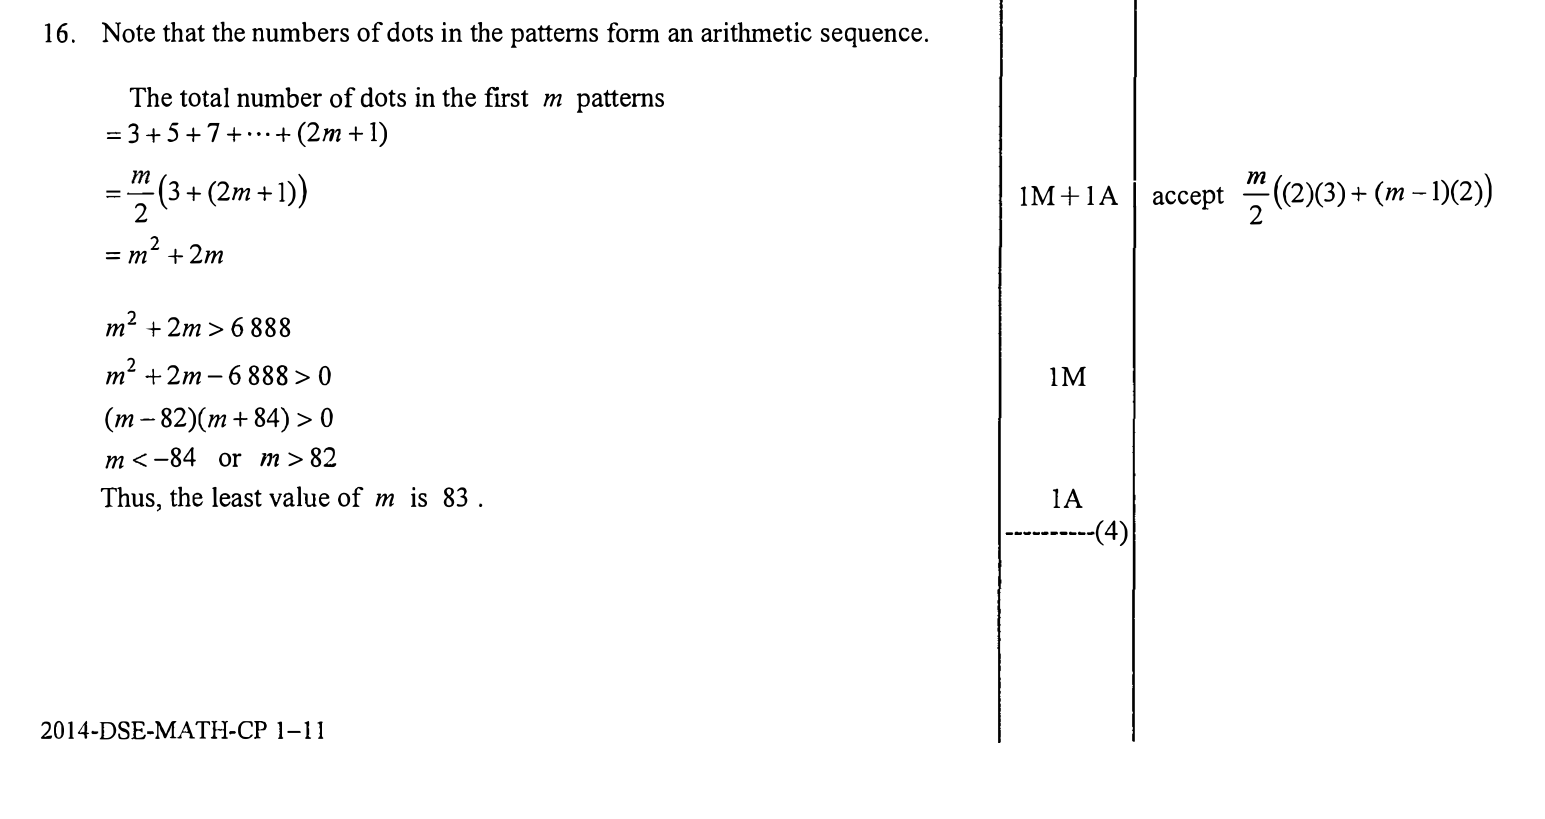 16. Note that the numbers of dots in the patterns form an arithmetic sequence.
The total number of dots in the first m patterns
= 3 + 5 + 7 + ··· + (2m + 1)
= m/2 (3 + (2m + 1)) 1M+1A accept m/2 ((2)(3) + (m − 1)(2))
= m² + 2m
m² + 2m > 6 888
m² + 2m − 6 888 > 0 1M
(m − 82)(m + 84) > 0
m < −84 or m > 82
Thus, the least value of m is 83 . 1A
----------(4)
2014-DSE-MATH-CP 1–11